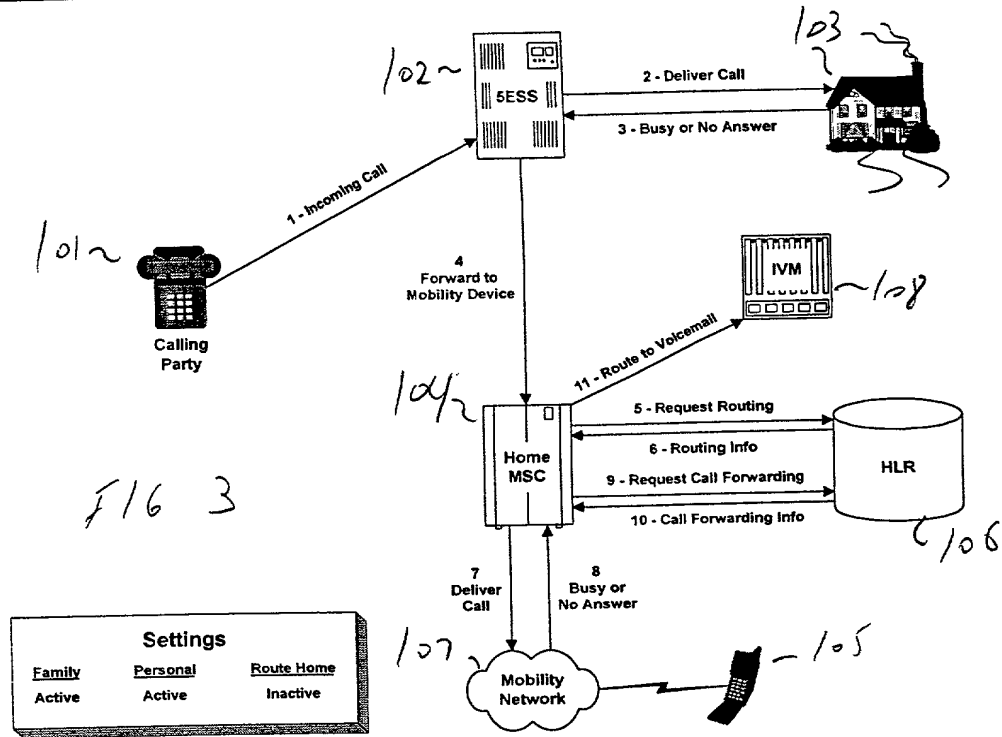 102
5ESS
2 - Deliver Call
3 - Busy or No Answer
103
1 - Incoming Call
101
Calling
Party
4
Forward to
Mobility Device
IVM
108
11 - Route to Voicemail
104
Home
MSC
5 - Request Routing
6 - Routing Info
9 - Request Call Forwarding
10 - Call Forwarding Info
HLR
106
FIG 3
7
Deliver
Call
8
Busy or
No Answer
Settings
Family Personal Route Home
Active Active Inactive
107
Mobility
Network
105